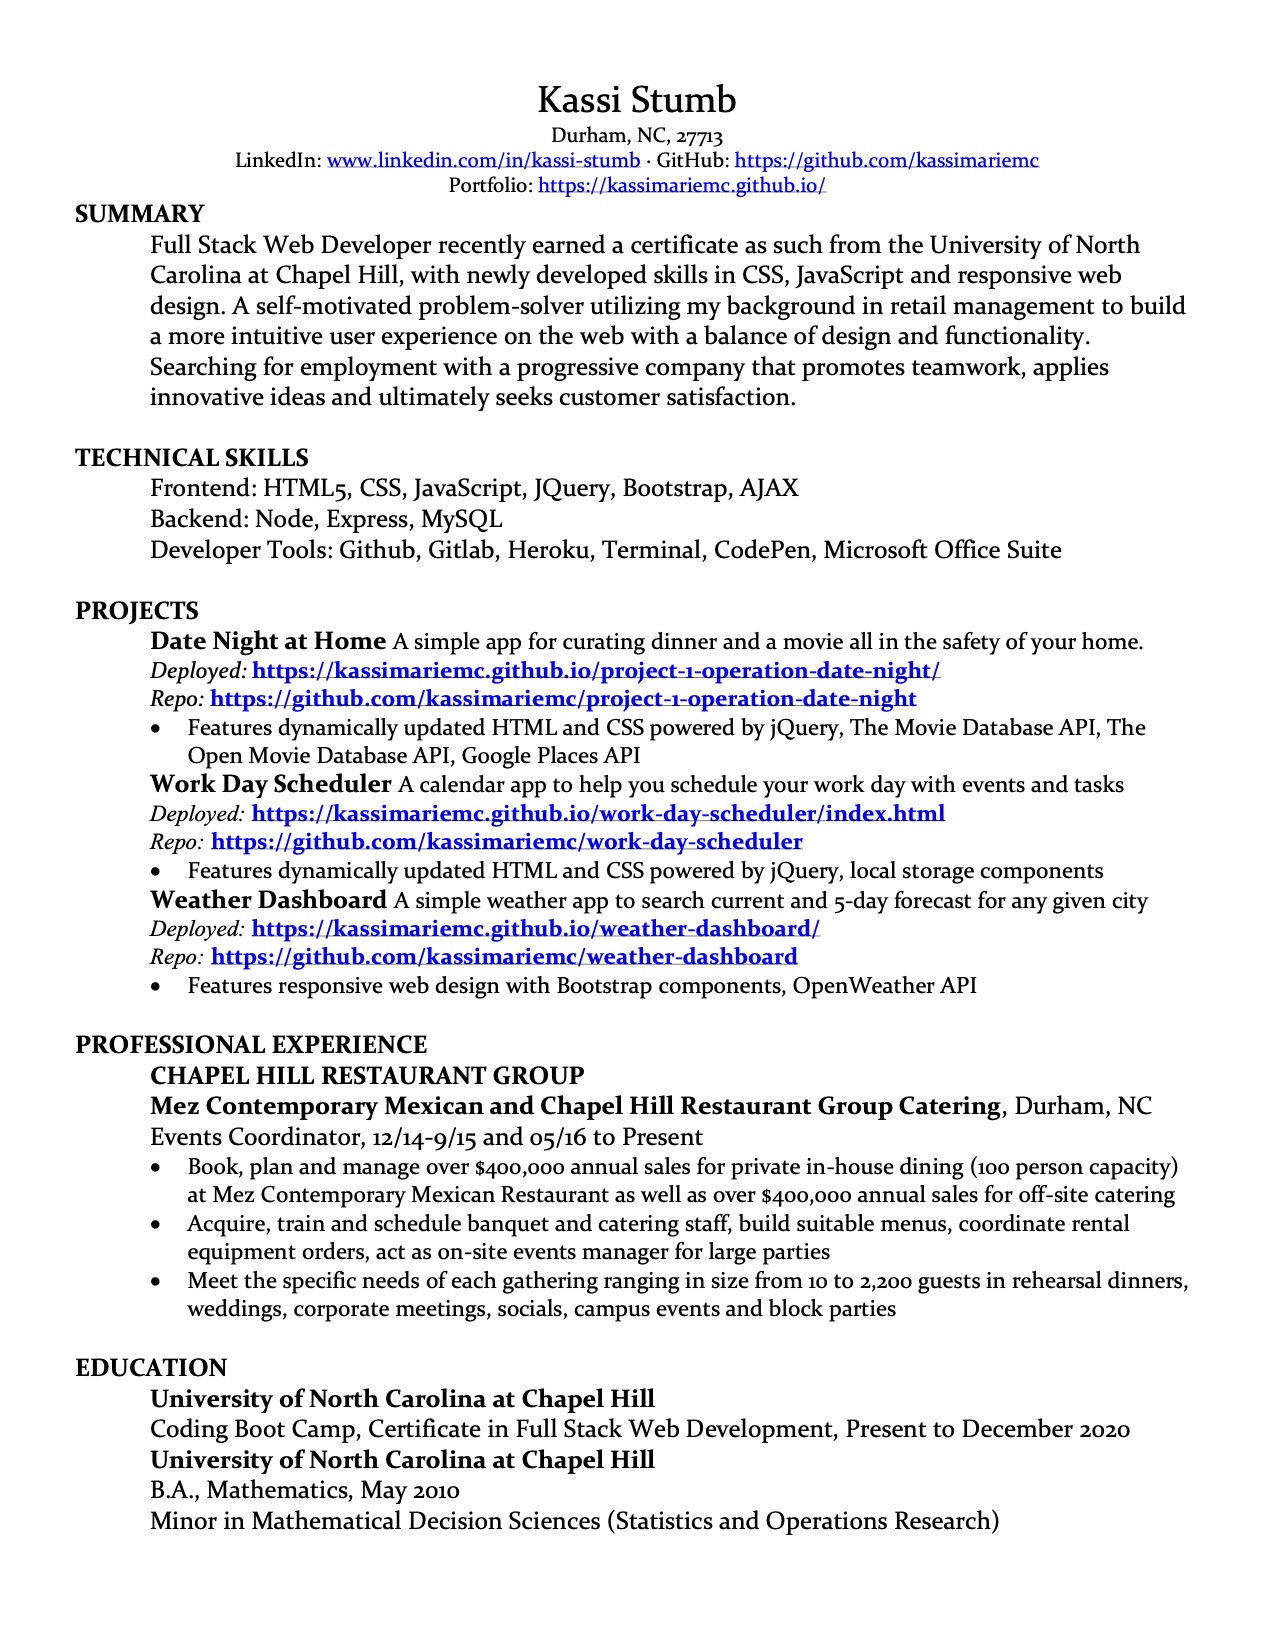 Kassi Stumb
Durham, NC, 27713
LinkedIn: www.linkedin.com/in/kassi-stumb · GitHub: https://github.com/kassimariemc
Portfolio: https://kassimariemc.github.io/
SUMMARY
Full Stack Web Developer recently earned a certificate as such from the University of North
Carolina at Chapel Hill, with newly developed skills in CSS, JavaScript and responsive web
design. A self-motivated problem-solver utilizing my background in retail management to build
a more intuitive user experience on the web with a balance of design and functionality.
Searching for employment with a progressive company that promotes teamwork, applies
innovative ideas and ultimately seeks customer satisfaction.
TECHNICAL SKILLS
Frontend: HTML5, CSS, JavaScript, JQuery, Bootstrap, AJAX
Backend: Node, Express, MySQL
Developer Tools: Github, Gitlab, Heroku, Terminal, CodePen, Microsoft Office Suite
PROJECTS
Date Night at Home A simple app for curating dinner and a movie all in the safety of your home.
Deployed: https://kassimariemc.github.io/project-1-operation-date-night/
Repo: https://github.com/kassimariemc/project-1-operation-date-night
• Features dynamically updated HTML and CSS powered by jQuery, The Movie Database API, The
Open Movie Database API, Google Places API
Work Day Scheduler A calendar app to help you schedule your work day with events and tasks
Deployed: https://kassimariemc.github.io/work-day-scheduler/index.html
Repo: https://github.com/kassimariemc/work-day-scheduler
• Features dynamically updated HTML and CSS powered by jQuery, local storage components
Weather Dashboard A simple weather app to search current and 5-day forecast for any given city
Deployed: https://kassimariemc.github.io/weather-dashboard/
Repo: https://github.com/kassimariemc/weather-dashboard
• Features responsive web design with Bootstrap components, OpenWeather API
PROFESSIONAL EXPERIENCE
CHAPEL HILL RESTAURANT GROUP
Mez Contemporary Mexican and Chapel Hill Restaurant Group Catering, Durham, NC
Events Coordinator, 12/14-9/15 and 05/16 to Present
• Book, plan and manage over $400,000 annual sales for private in-house dining (100 person capacity)
at Mez Contemporary Mexican Restaurant as well as over $400,000 annual sales for off-site catering
• Acquire, train and schedule banquet and catering staff, build suitable menus, coordinate rental
equipment orders, act as on-site events manager for large parties
• Meet the specific needs of each gathering ranging in size from 10 to 2,200 guests in rehearsal dinners,
weddings, corporate meetings, socials, campus events and block parties
EDUCATION
University of North Carolina at Chapel Hill
Coding Boot Camp, Certificate in Full Stack Web Development, Present to December 2020
University of North Carolina at Chapel Hill
B.A., Mathematics, May 2010
Minor in Mathematical Decision Sciences (Statistics and Operations Research)